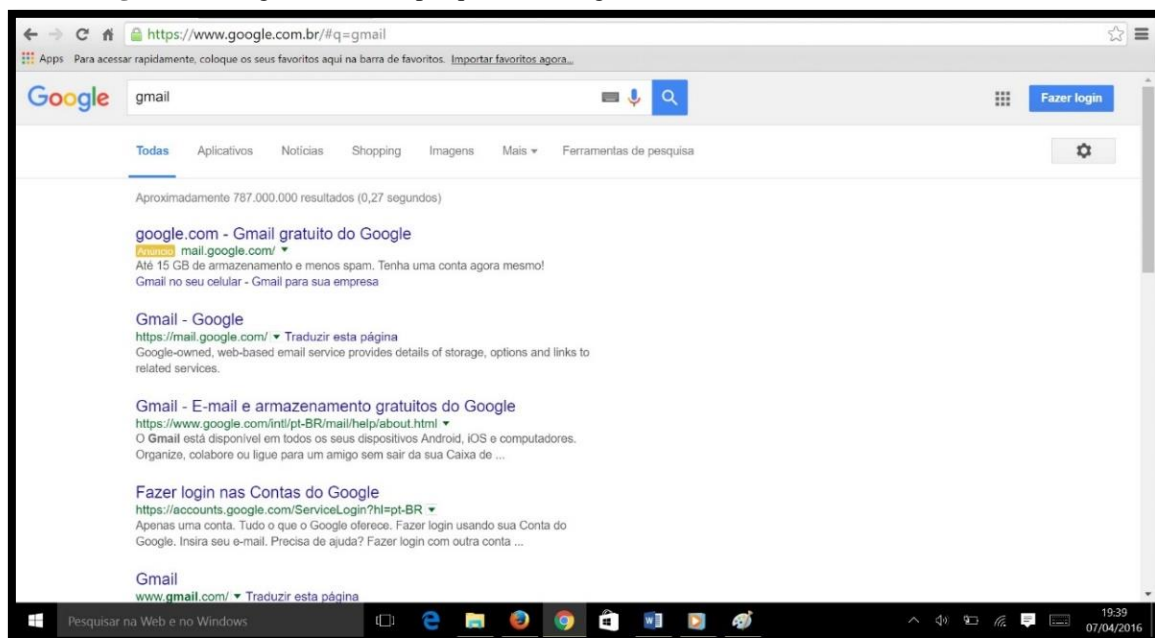 https://www.google.com.br/#q=gmail
Apps Para acessar rapidamente, coloque os seus favoritos aqui na barra de favoritos. Importar favoritos agora...
Google gmail Fazer login
Todas Aplicativos Notícias Shopping Imagens Mais Ferramentas de pesquisa
Aproximadamente 787.000.000 resultados (0,27 segundos)
google.com - Gmail gratuito do Google
Anúncio mail.google.com/
Até 15 GB de armazenamento e menos spam. Tenha uma conta agora mesmo!
Gmail no seu celular - Gmail para sua empresa
Gmail - Google
https://mail.google.com/ Traduzir esta página
Google-owned, web-based email service provides details of storage, options and links to
related services.
Gmail - E-mail e armazenamento gratuitos do Google
https://www.google.com/intl/pt-BR/mail/help/about.html
O Gmail está disponível em todos os seus dispositivos Android, iOS e computadores.
Organize, colabore ou ligue para um amigo sem sair da sua Caixa de ...
Fazer login nas Contas do Google
https://accounts.google.com/ServiceLogin?hl=pt-BR
Apenas uma conta. Tudo o que o Google oferece. Fazer login usando sua Conta do
Google. Insira seu e-mail. Precisa de ajuda? Fazer login com outra conta ...
Gmail
www.gmail.com/ Traduzir esta página
Pesquisar na Web e no Windows
19:39
07/04/2016